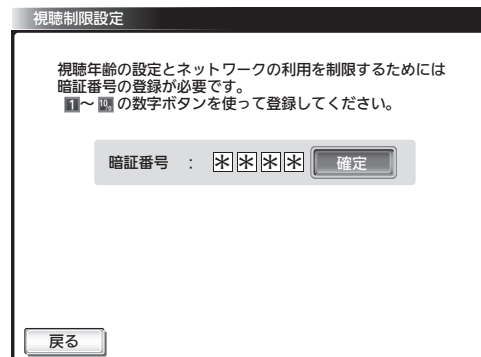 視聴制限設定
視聴年齢の設定とネットワークの利用を制限するためには
暗証番号の登録が必要です。
1～10。の数字ボタンを使って登録してください。
暗証番号 : ＊＊＊＊ 確定
戻る